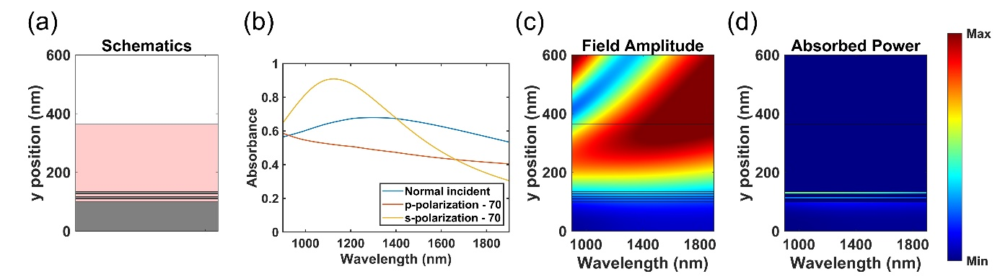 (a)
Schematics
600
400
200
0
y position (nm)
(b)
1
0.8
0.6
0.4
0.2
0
Absorbance
Normal incident
p-polarization - 70
s-polarization - 70
1000 1200 1400 1600 1800
Wavelength (nm)
(c)
Field Amplitude
600
400
200
0
y position (nm)
1000 1400 1800
Wavelength (nm)
(d)
Absorbed Power
600
400
200
0
y position (nm)
1000 1400 1800
Wavelength (nm)
Max
Min